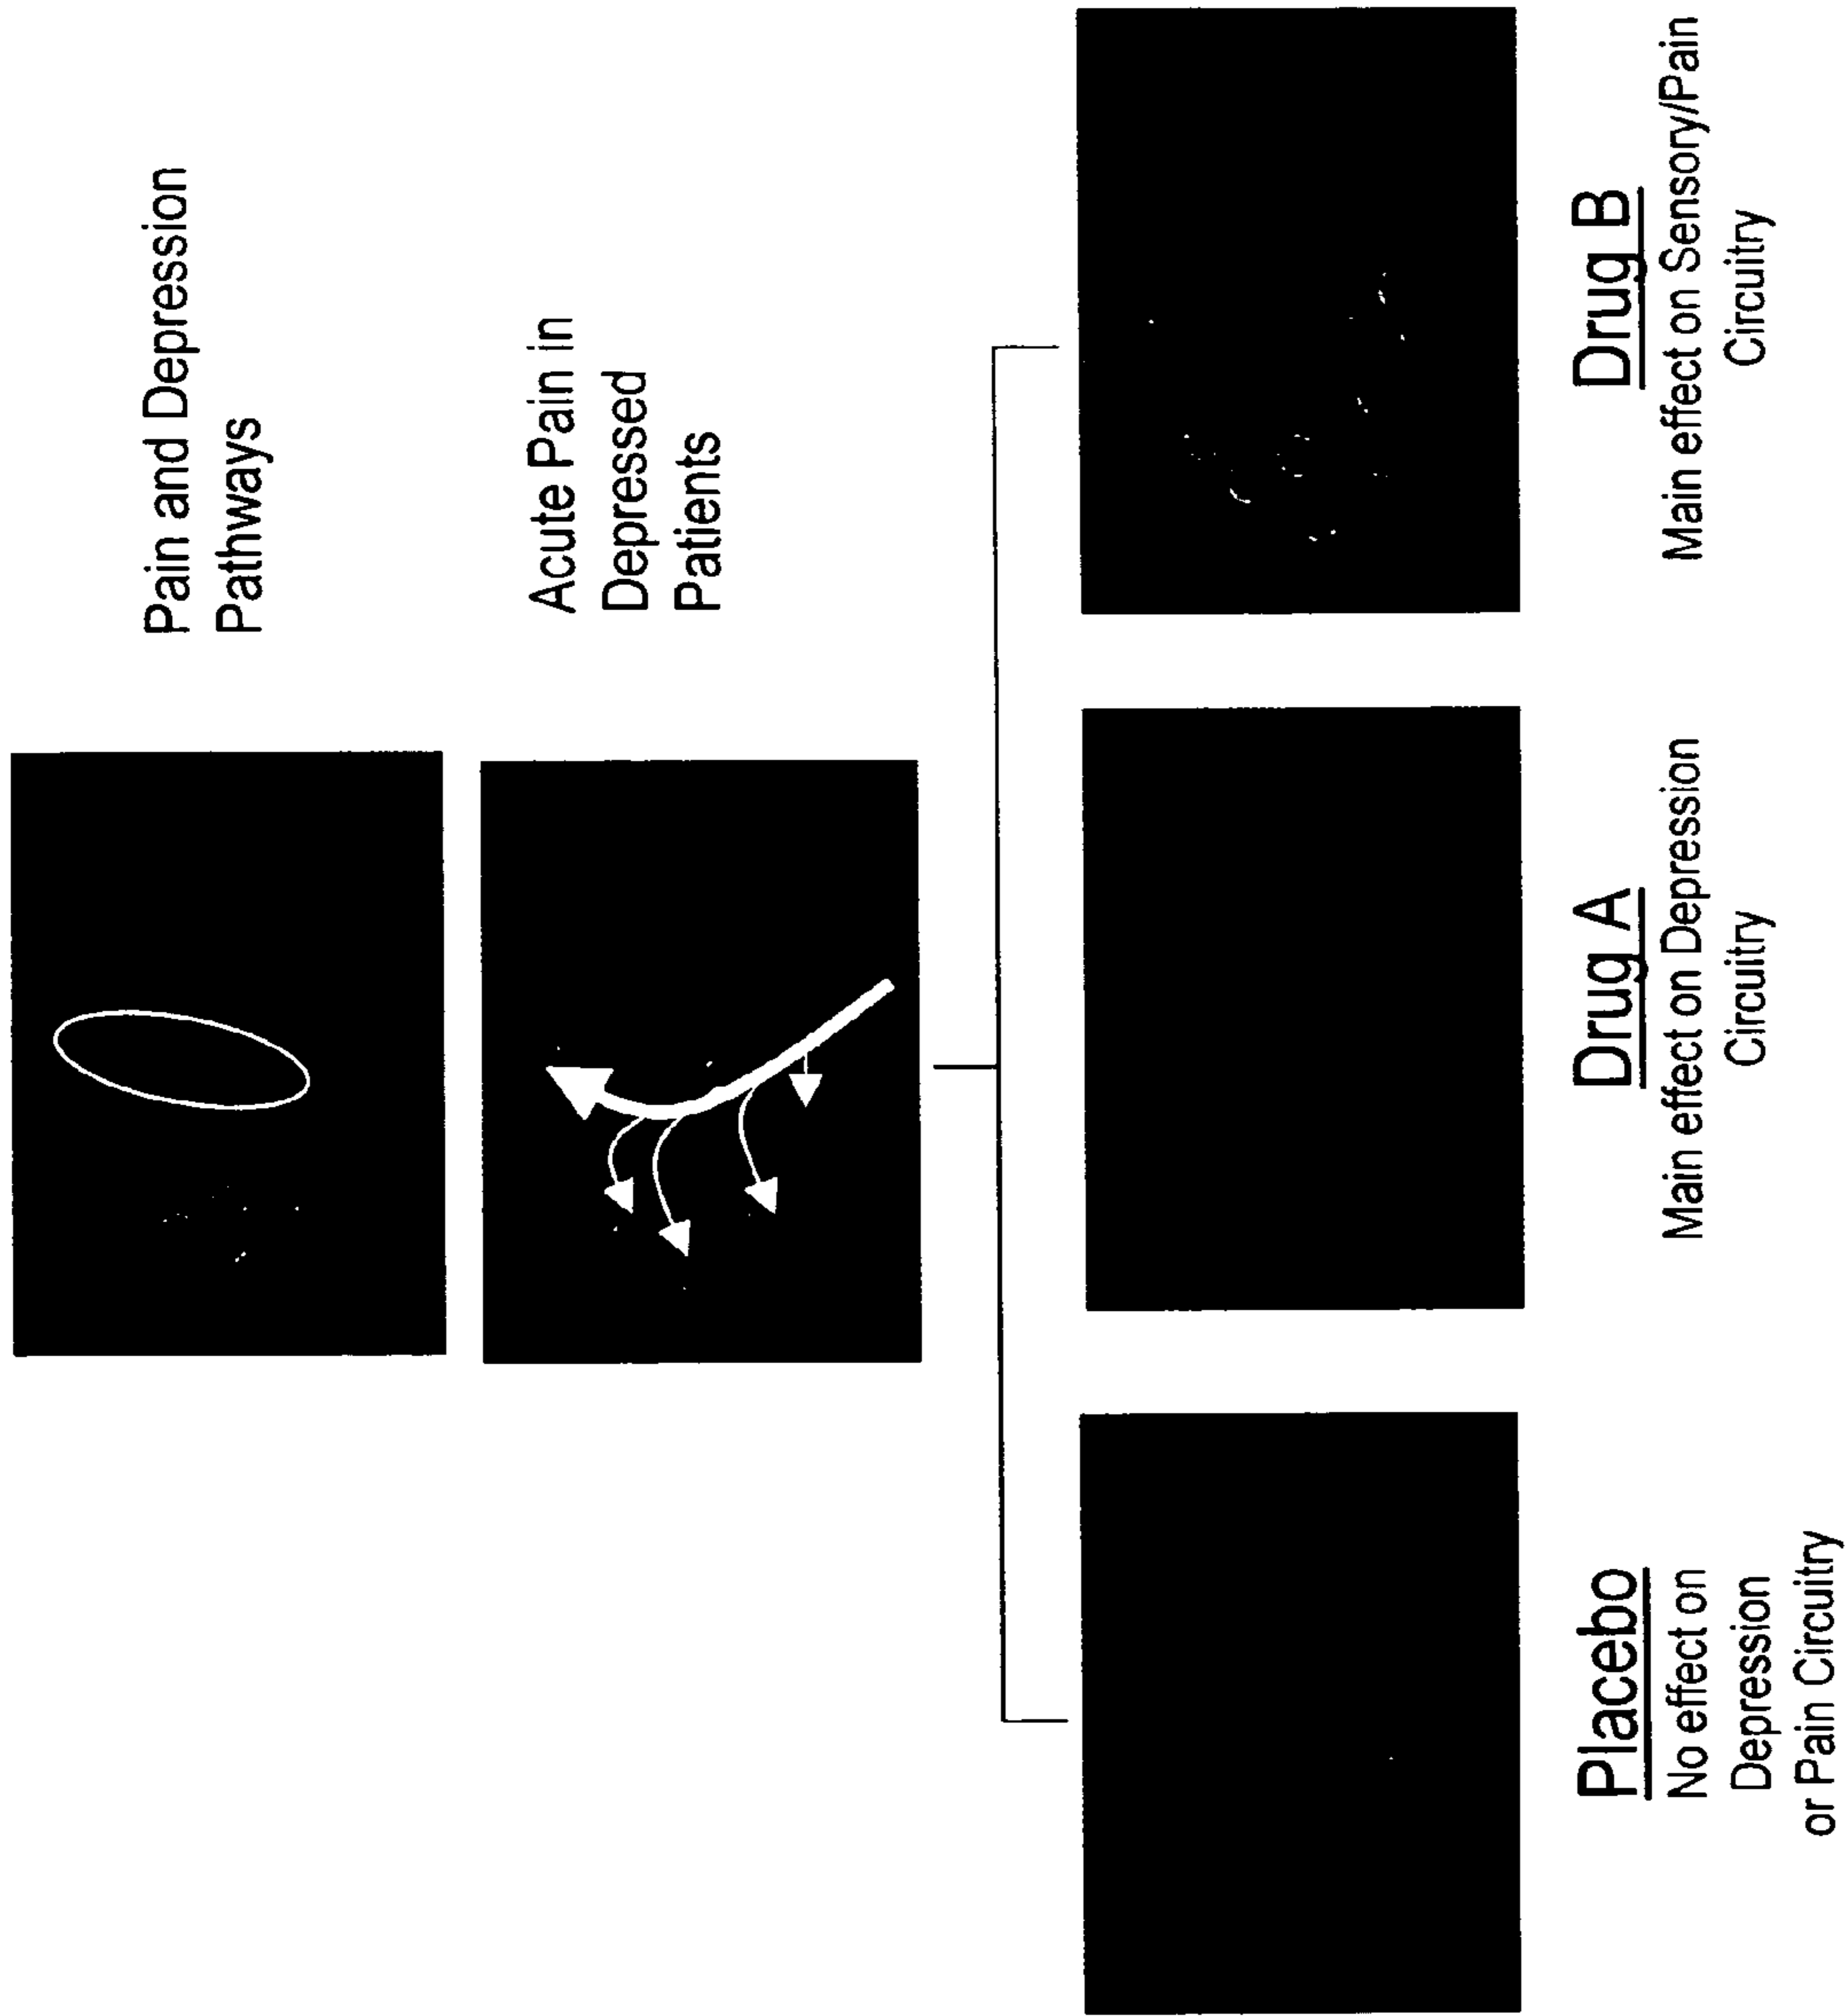 Pain and Depression
Pathways
Acute Pain in
Depressed
Patients
Placebo
No effect on
Depression
or Pain Circuitry
Drug A
Main effect on Depression
Circuitry
Drug B
Main effect on Sensory/Pain
Circuitry